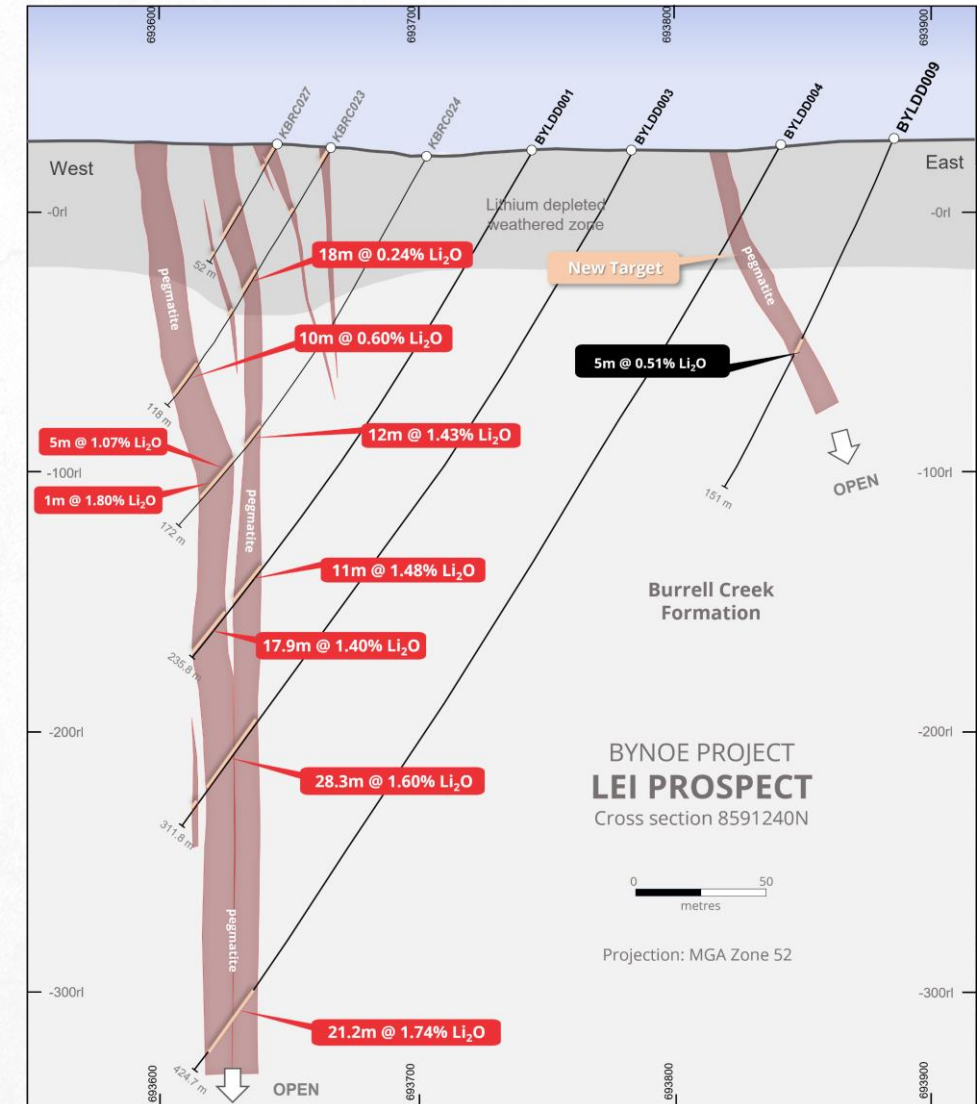 693600
693700
693800
693900
KBRC027
KBRC023
KBRC024
BYLDD001
BYLDD003
BYLDD004
BYLDD009
West
East
-0rl
-0rl
Lithium depleted
weathered zone
52 m
18m @ 0.24% Li₂O
New Target
pegmatite
pegmatite
10m @ 0.60% Li₂O
5m @ 0.51% Li₂O
118 m
5m @ 1.07% Li₂O
12m @ 1.43% Li₂O
-100rl
-100rl
OPEN
1m @ 1.80% Li₂O
151 m
172 m
pegmatite
11m @ 1.48% Li₂O
Burrell Creek
Formation
17.9m @ 1.40% Li₂O
235.8 m
-200rl
-200rl
BYNOE PROJECT
28.3m @ 1.60% Li₂O
LEI PROSPECT
Cross section 8591240N
311.8 m
0 50
metres
pegmatite
Projection: MGA Zone 52
-300rl
-300rl
21.2m @ 1.74% Li₂O
424.7 m
OPEN
693600
693700
693800
693900